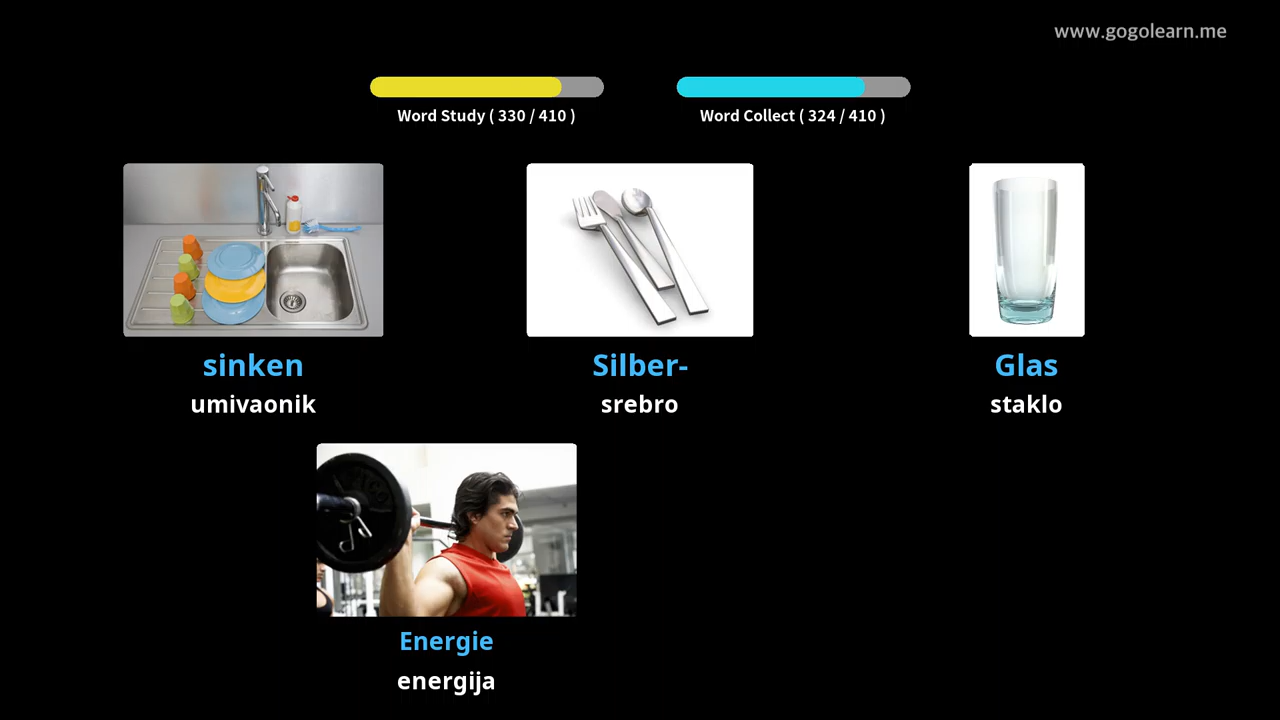 www.gogolearn.me
Word Study ( 330 / 410 )
Word Collect ( 324 / 410 )
sinken
umivaonik
Silber-
srebro
Glas
staklo
Energie
energija